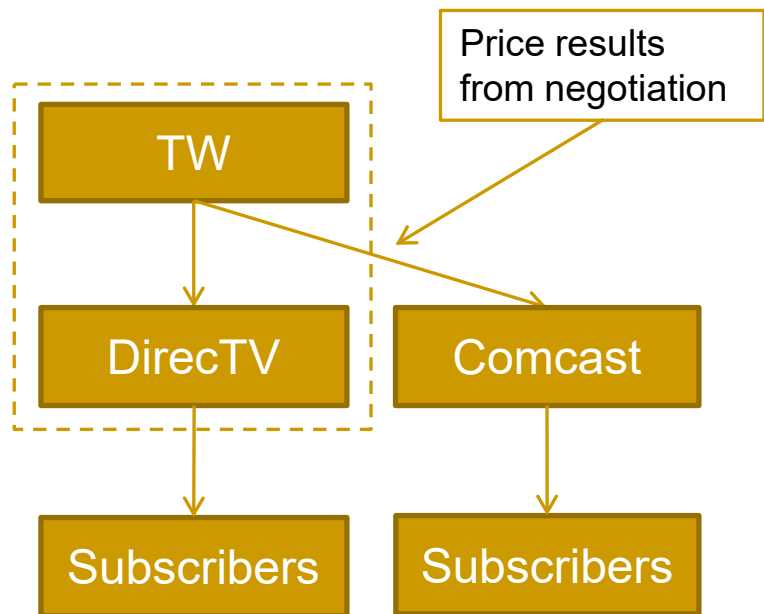 Price results
from negotiation
TW
DirecTV
Comcast
Subscribers
Subscribers